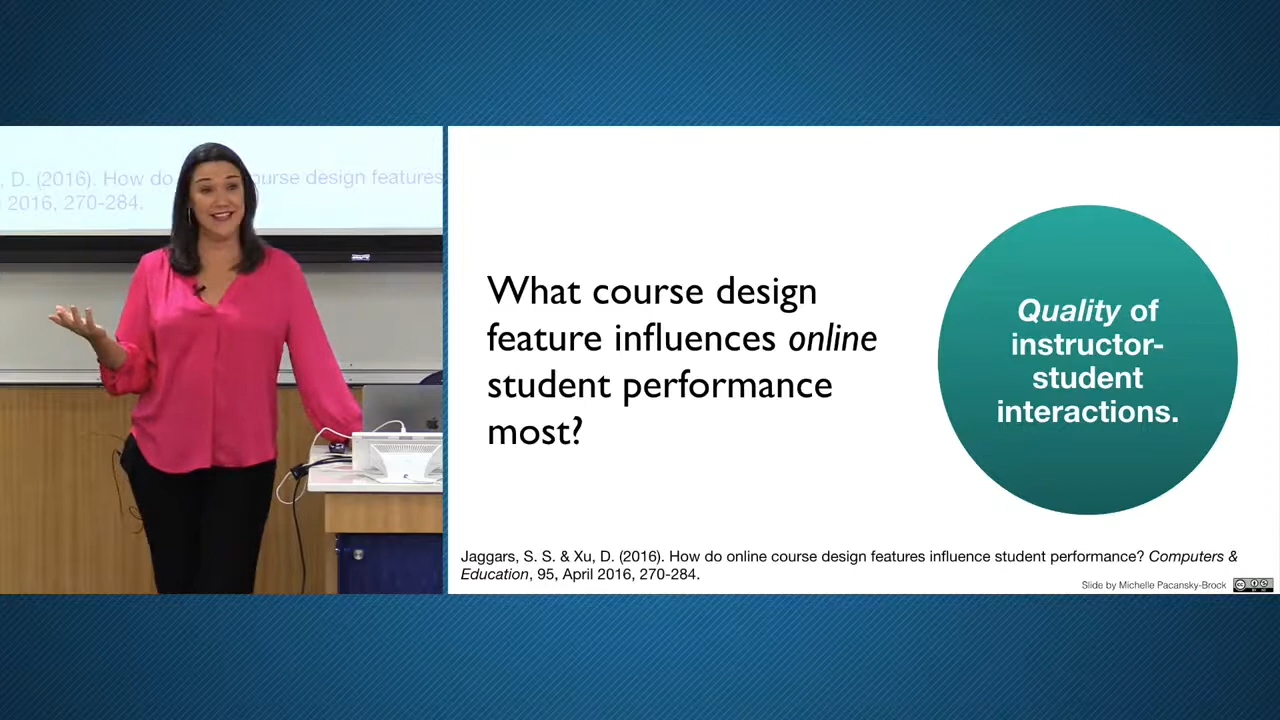 , D. (2016). How do
ourse design features
2016, 270-284.
What course design
feature influences online
student performance
most?
Quality of
instructor-
student
interactions.
Jaggars, S. S. & Xu, D. (2016). How do online course design features influence student performance? Computers &
Education, 95, April 2016, 270-284.
Slide by Michelle Pacansky-Brock